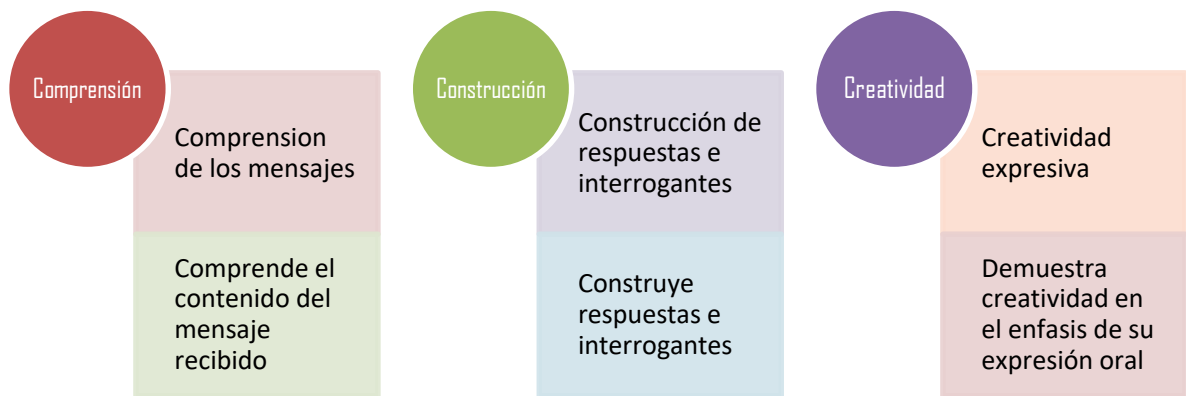 Comprensión
Comprension
de los mensajes
Comprende el
contenido del
mensaje
recibido
Construcción
Construcción de
respuestas e
interrogantes
Construye
respuestas e
interrogantes
Creatividad
Creatividad
expresiva
Demuestra
creatividad en
el enfasis de su
expresión oral